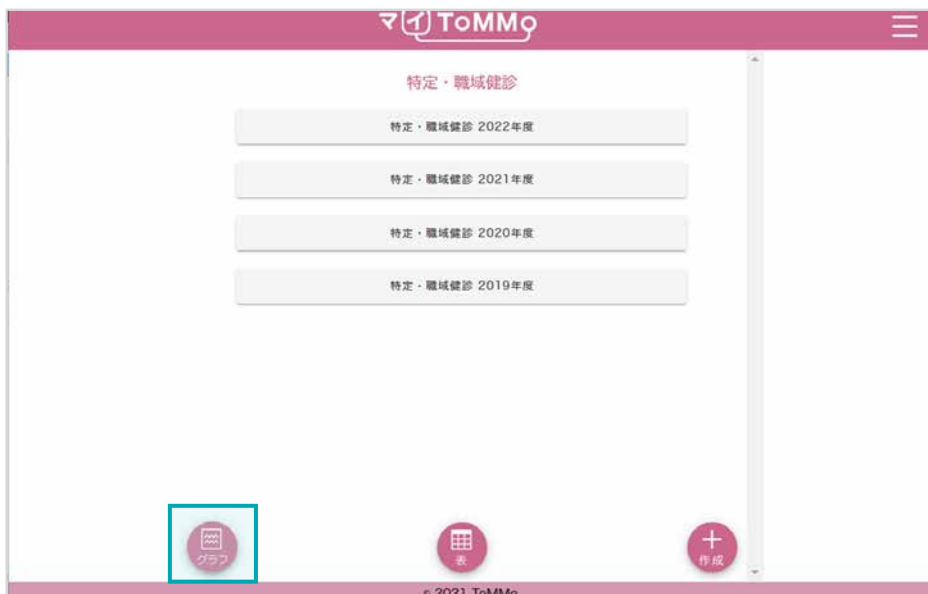 マイToMMo
特定・職域健診
特定・職域健診 2022年度
特定・職域健診 2021年度
特定・職域健診 2020年度
特定・職域健診 2019年度
グラフ
表
作成
© 2021 ToMMo